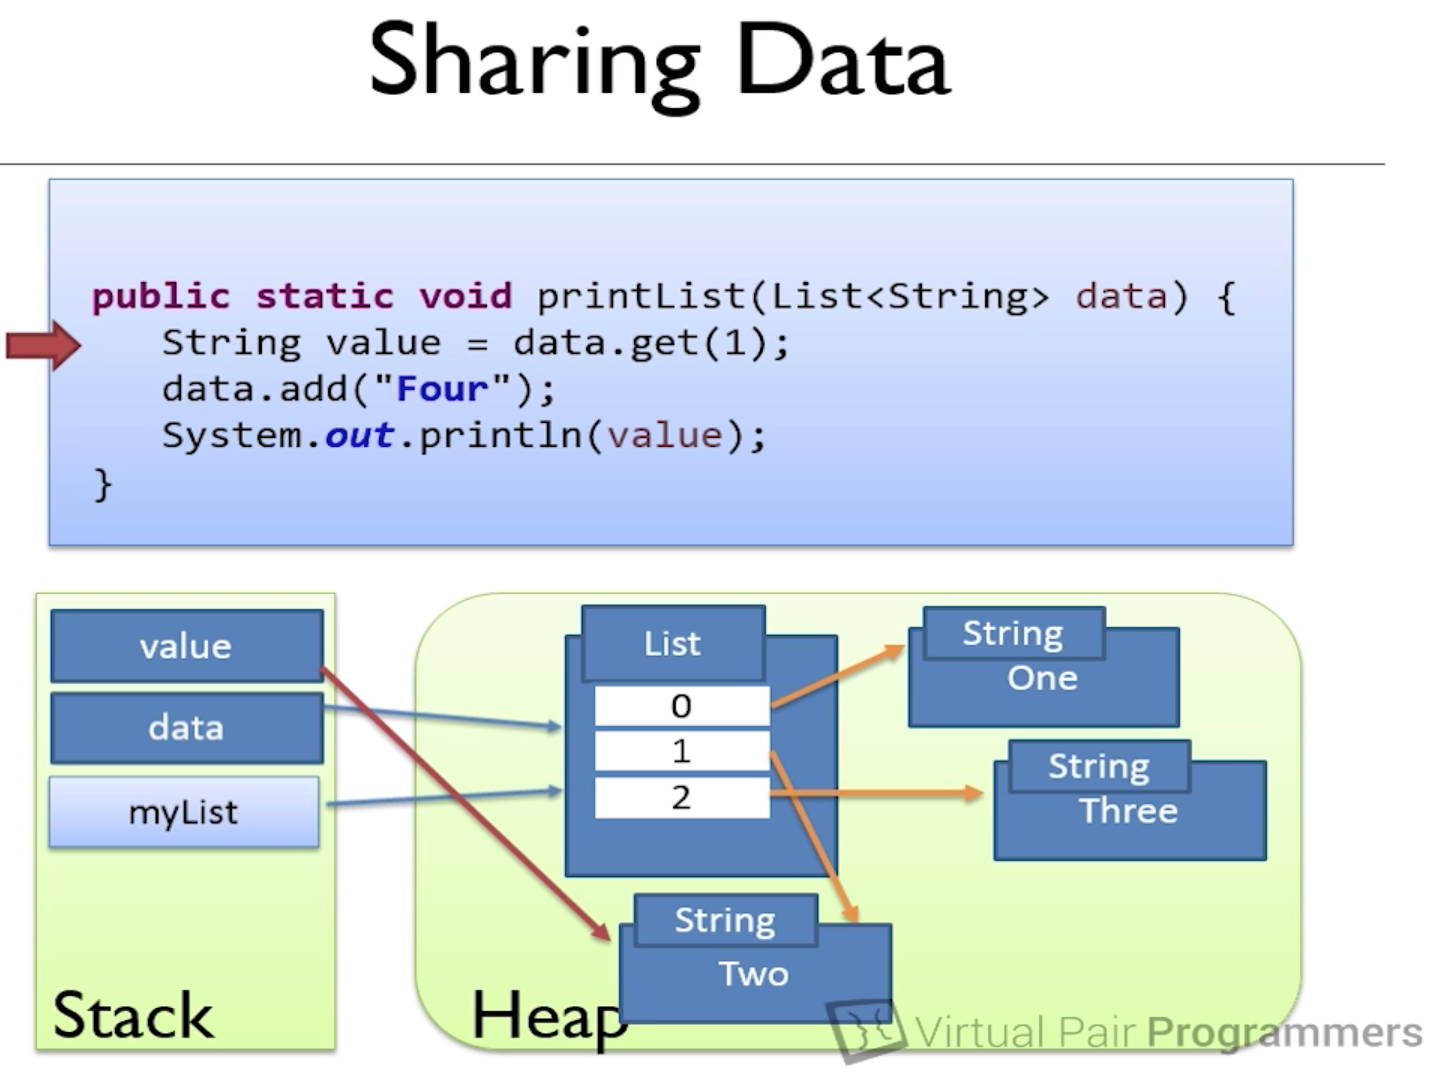 Sharing Data
public static void printList(List<String> data) {
String value = data.get(1);
data.add("Four");
System.out.println(value);
}
value
data
myList
Stack
List
0
1
2
String
One
String
Three
String
Two
Heap
Virtual Pair Programmers